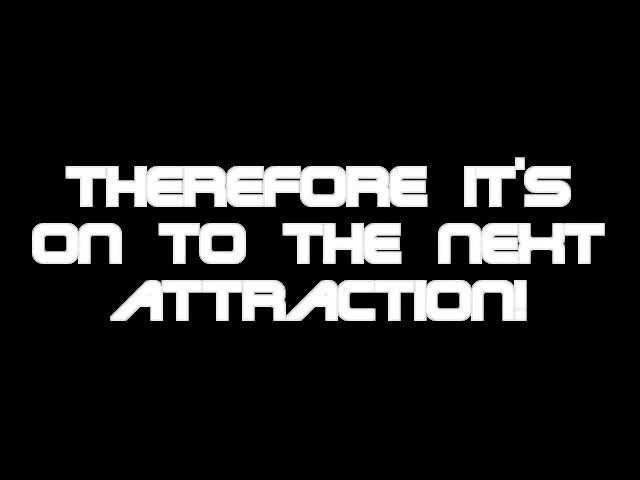 THEREFORE IT'S
ON TO THE NEXT
ATTRACTION!